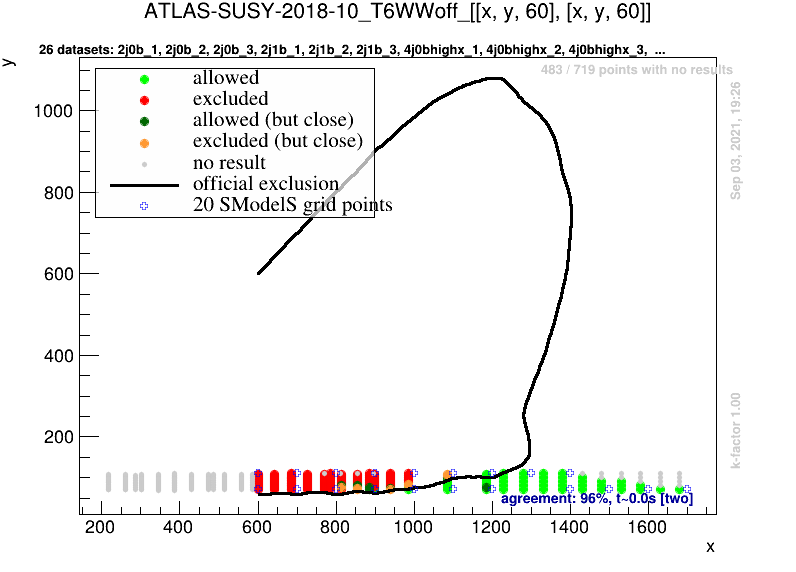 ATLAS-SUSY-2018-10_T6WWoff_[[x, y, 60], [x, y, 60]]
26 datasets: 2j0b_1, 2j0b_2, 2j0b_3, 2j1b_1, 2j1b_2, 2j1b_3, 4j0bhighx_1, 4j0bhighx_2, 4j0bhighx_3, ...
y
483 / 719 points with no results
allowed
excluded
allowed (but close)
excluded (but close)
no result
official exclusion
20 SModelS grid points
Sep 03, 2021, 19:26
k-factor 1.00
1000
800
600
400
200
agreement: 96%, t~0.0s [two]
200 400 600 800 1000 1200 1400 1600
x